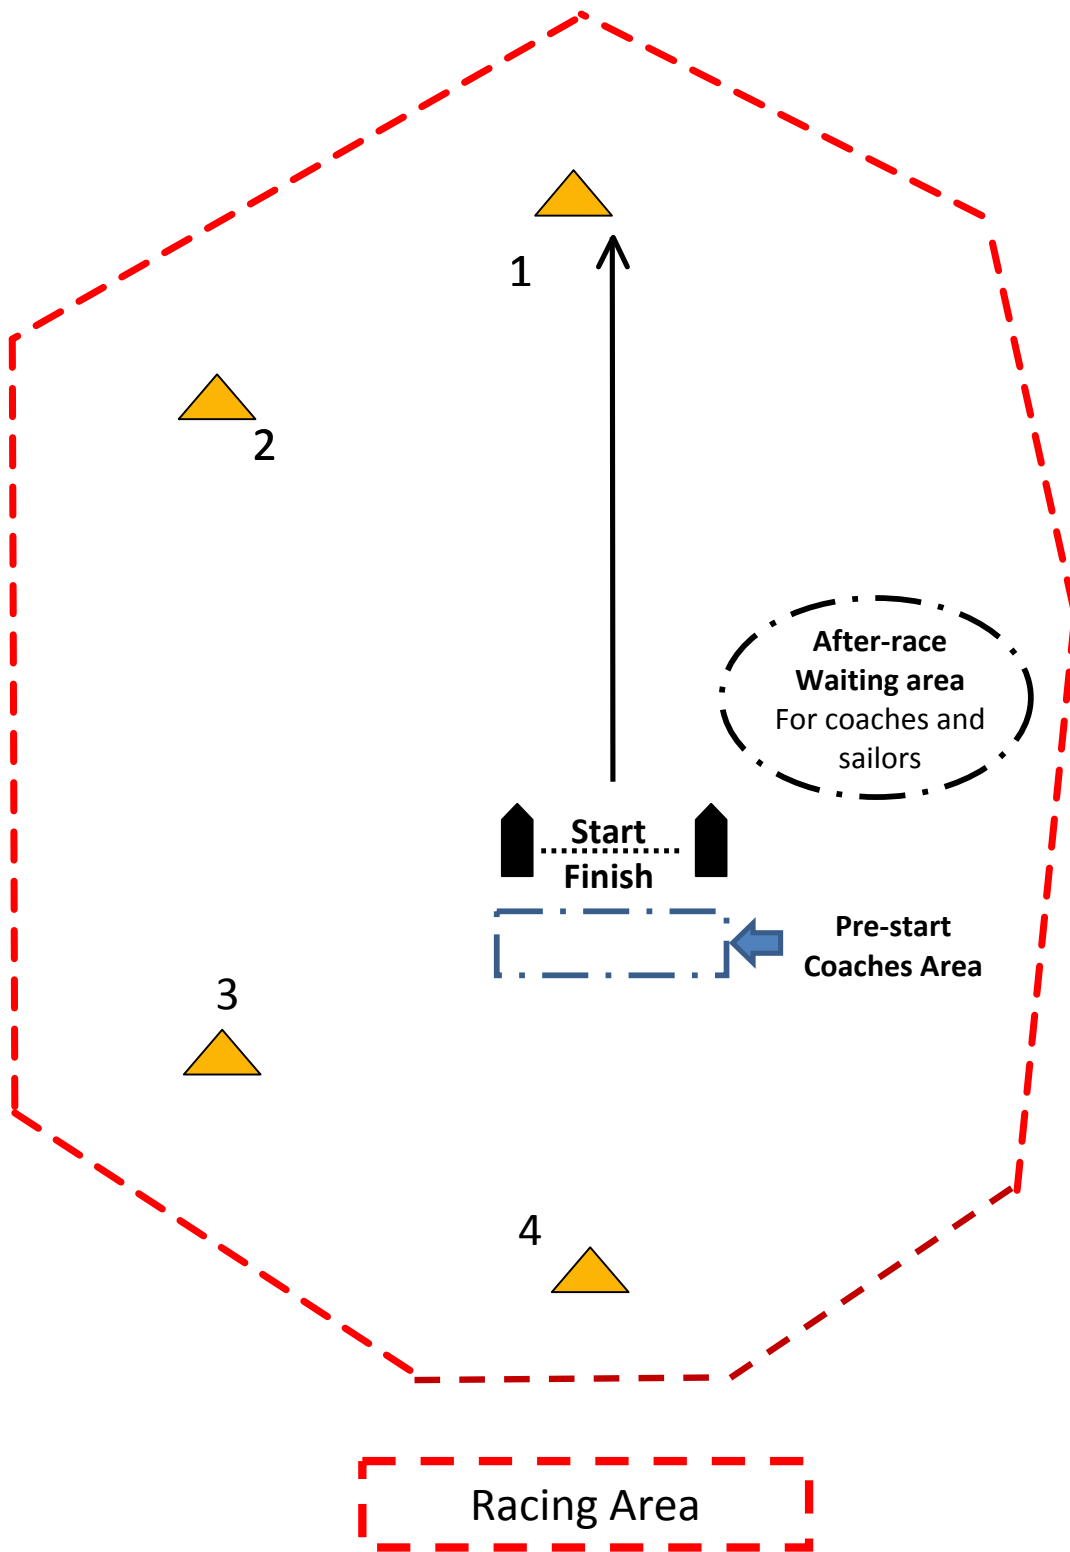 1
2
After-race
Waiting area
For coaches and
sailors
Start
Finish
Pre-start
Coaches Area
3
4
Racing Area